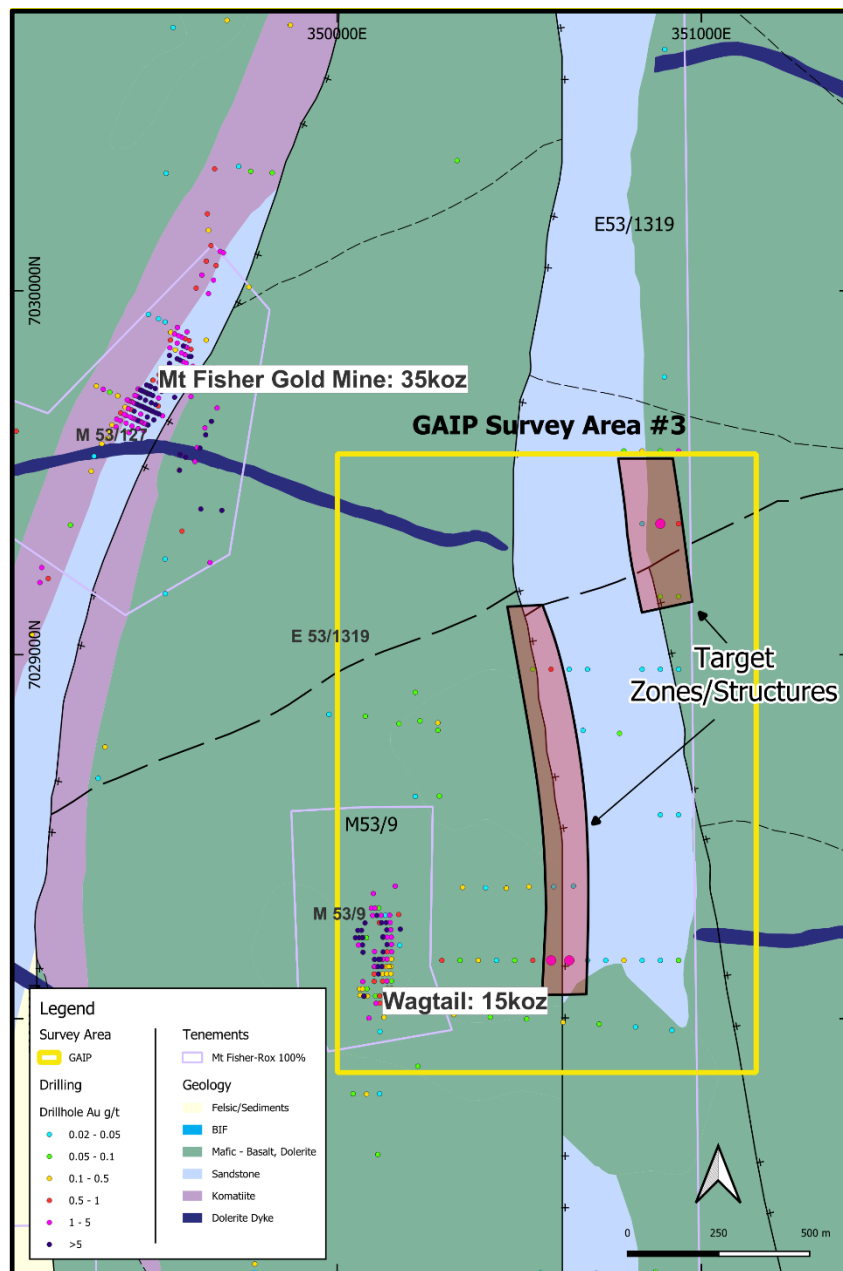 350000E
351000E
E53/1319
7030000N
Mt Fisher Gold Mine: 35koz
M 53/127
GAIP Survey Area #3
E 53/1319
7029000N
Target
Zones/Structures
M53/9
M 53/9
Wagtail: 15koz
Legend
Survey Area
GAIP
Drilling
Drillhole Au g/t
0.02 - 0.05
0.05 - 0.1
0.1 - 0.5
0.5 - 1
1 - 5
>5
Tenements
Mt Fisher-Rox 100%
Geology
Felsic/Sediments
BIF
Mafic - Basalt, Dolerite
Sandstone
Komatiite
Dolerite Dyke
0 250 500 m